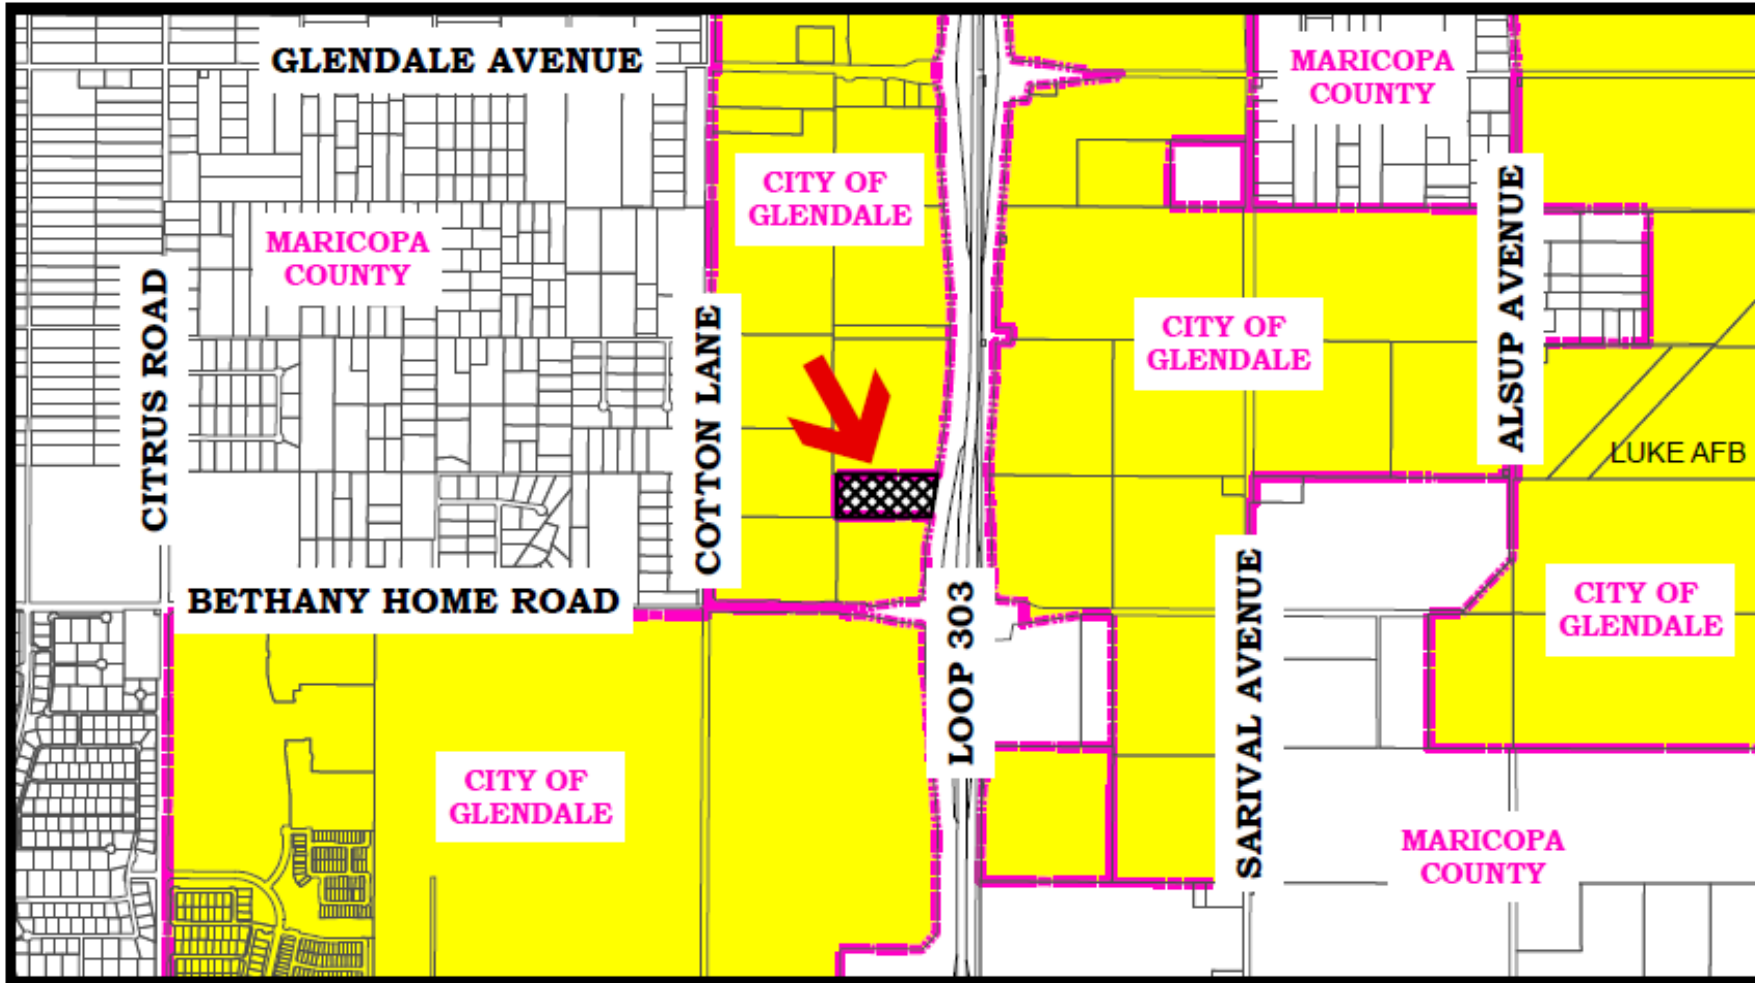 GLENDALE AVENUE
MARICOPA
COUNTY
CITY OF
GLENDALE
MARICOPA
COUNTY
CITRUS ROAD
COTTON LANE
CITY OF
GLENDALE
ALSUP AVENUE
LUKE AFB
BETHANY HOME ROAD
LOOP 303
SARIVAL AVENUE
CITY OF
GLENDALE
CITY OF
GLENDALE
MARICOPA
COUNTY